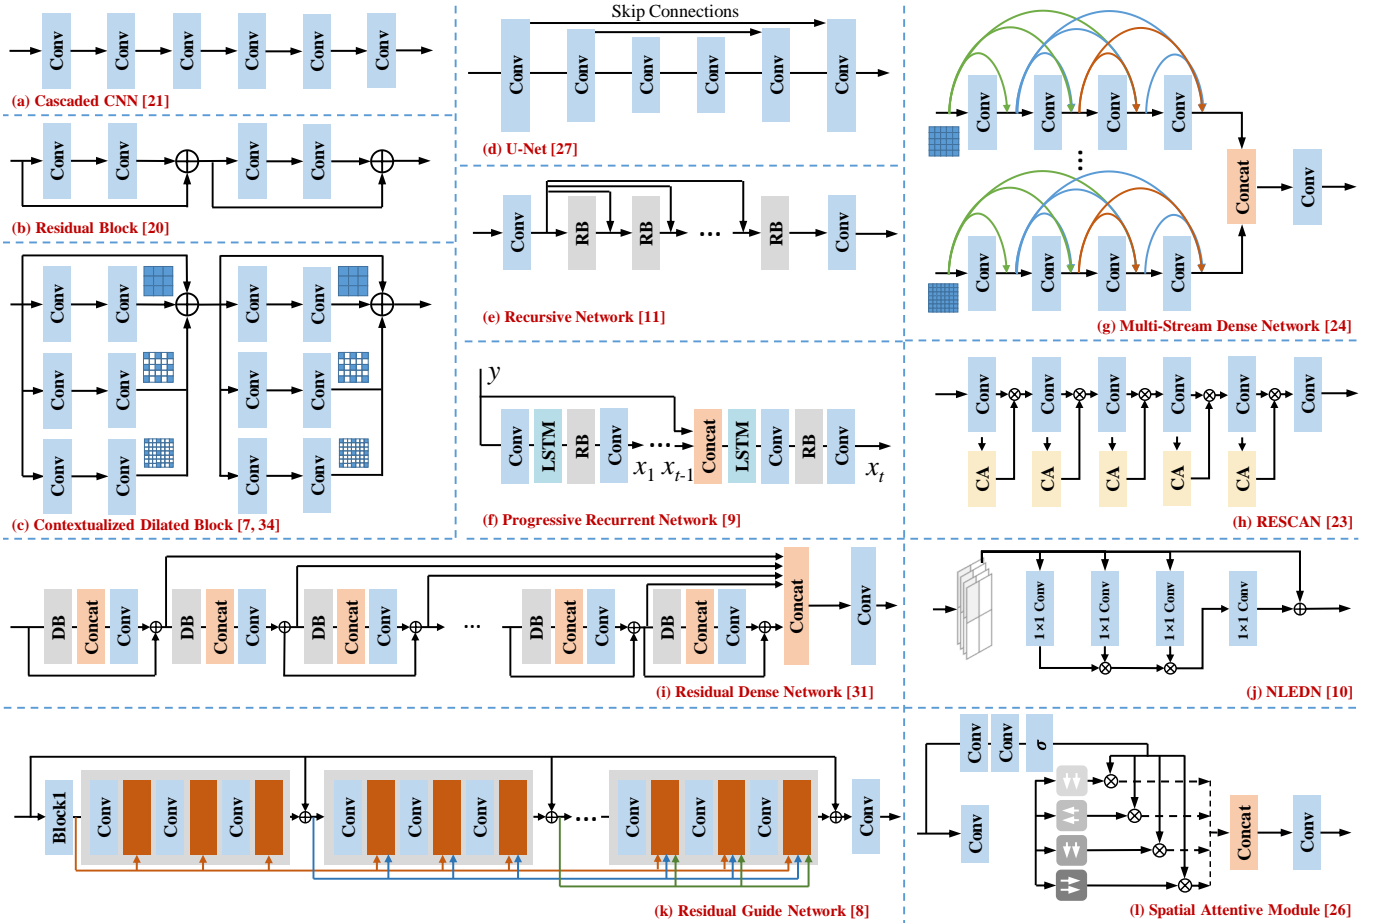 Conv Conv Conv Conv Conv Conv
(a) Cascaded CNN [21]
Conv Conv Conv Conv
(b) Residual Block [20]
Conv Conv Conv Conv
Conv Conv Conv Conv
Conv Conv Conv Conv
(c) Contextualized Dilated Block [7, 34]
Skip Connections
Conv Conv Conv Conv Conv Conv
(d) U-Net [27]
Conv RB RB ... RB Conv
(e) Recursive Network [11]
y
Conv LSTM RB Conv ... Concat LSTM Conv RB Conv
x1 xt-1 xt
(f) Progressive Recurrent Network [9]
Conv Conv Conv Conv
...
Concat Conv
Conv Conv Conv Conv
(g) Multi-Stream Dense Network [24]
Conv Conv Conv Conv Conv Conv
CA CA CA CA CA
(h) RESCAN [23]
DB Concat Conv DB Concat Conv DB Concat Conv ... DB Concat Conv DB Concat Conv Concat Conv
(i) Residual Dense Network [31]
1×1 Conv 1×1 Conv 1×1 Conv 1×1 Conv
(j) NLEDN [10]
Block1 Conv Conv Conv Conv Conv Conv ... Conv Conv Conv Conv
(k) Residual Guide Network [8]
Conv Conv σ
Conv Concat Conv
(l) Spatial Attentive Module [26]